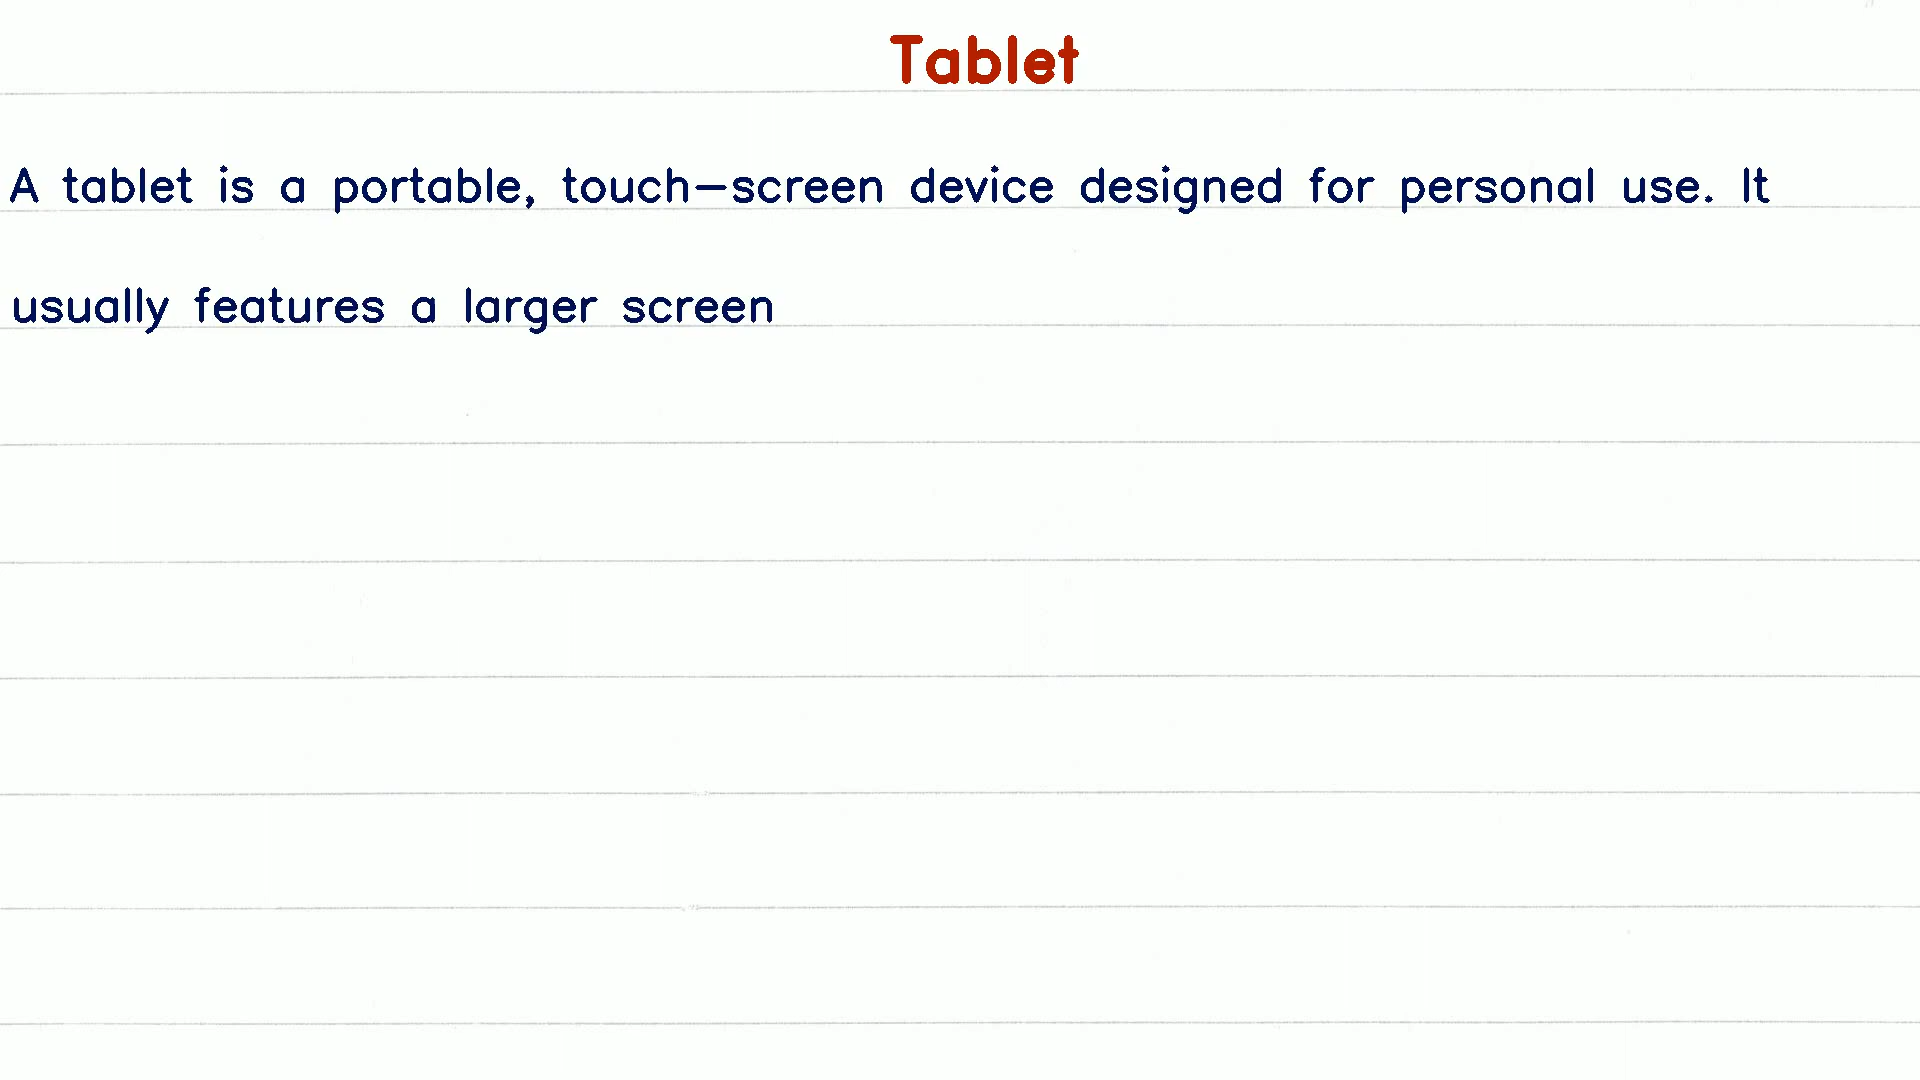 Tablet
A tablet is a portable, touch-screen device designed for personal use. It
usually features a larger screen